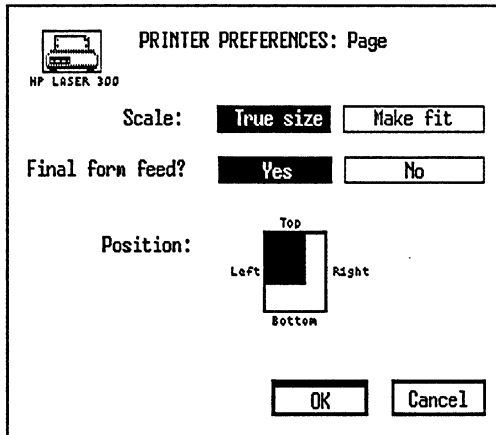 PRINTER PREFERENCES: Page
HP LASER 300
Scale: True size Make fit
Final form feed? Yes No
Top
Position:
Left Right
Bottom
OK Cancel